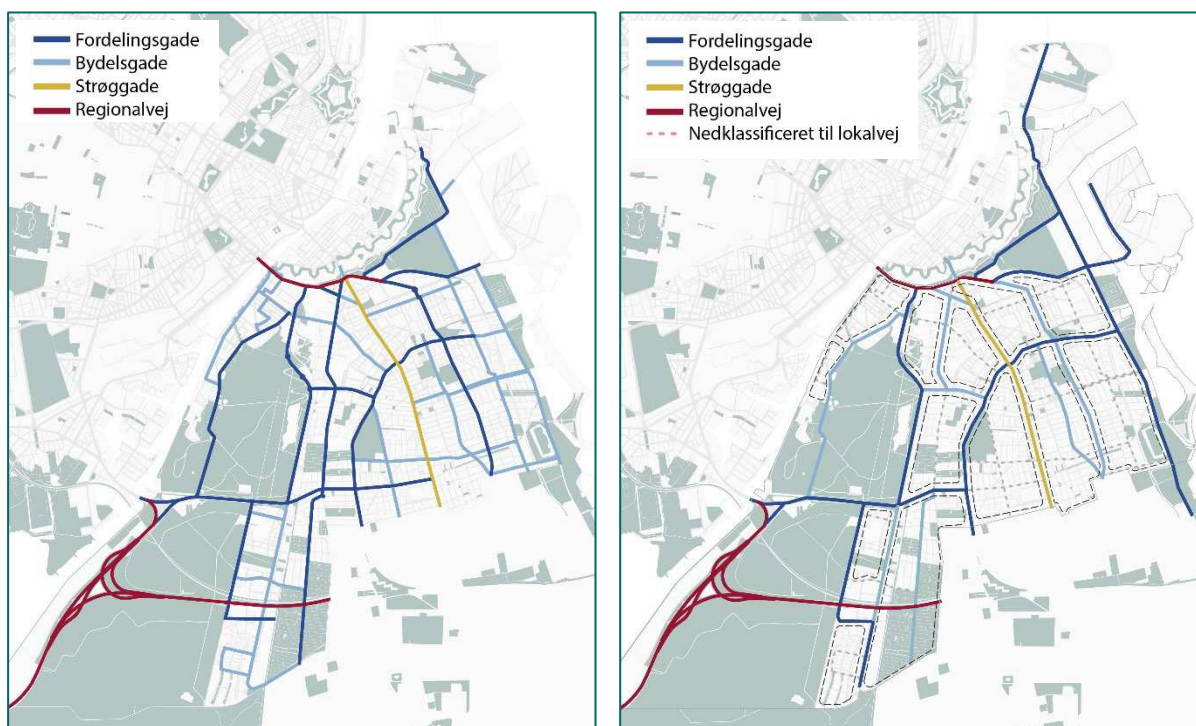 Fordelingsgade
Bydelsgade
Strøggade
Regionalvej
Fordelingsgade
Bydelsgade
Strøggade
Regionalvej
Nedklassificeret til lokalvej